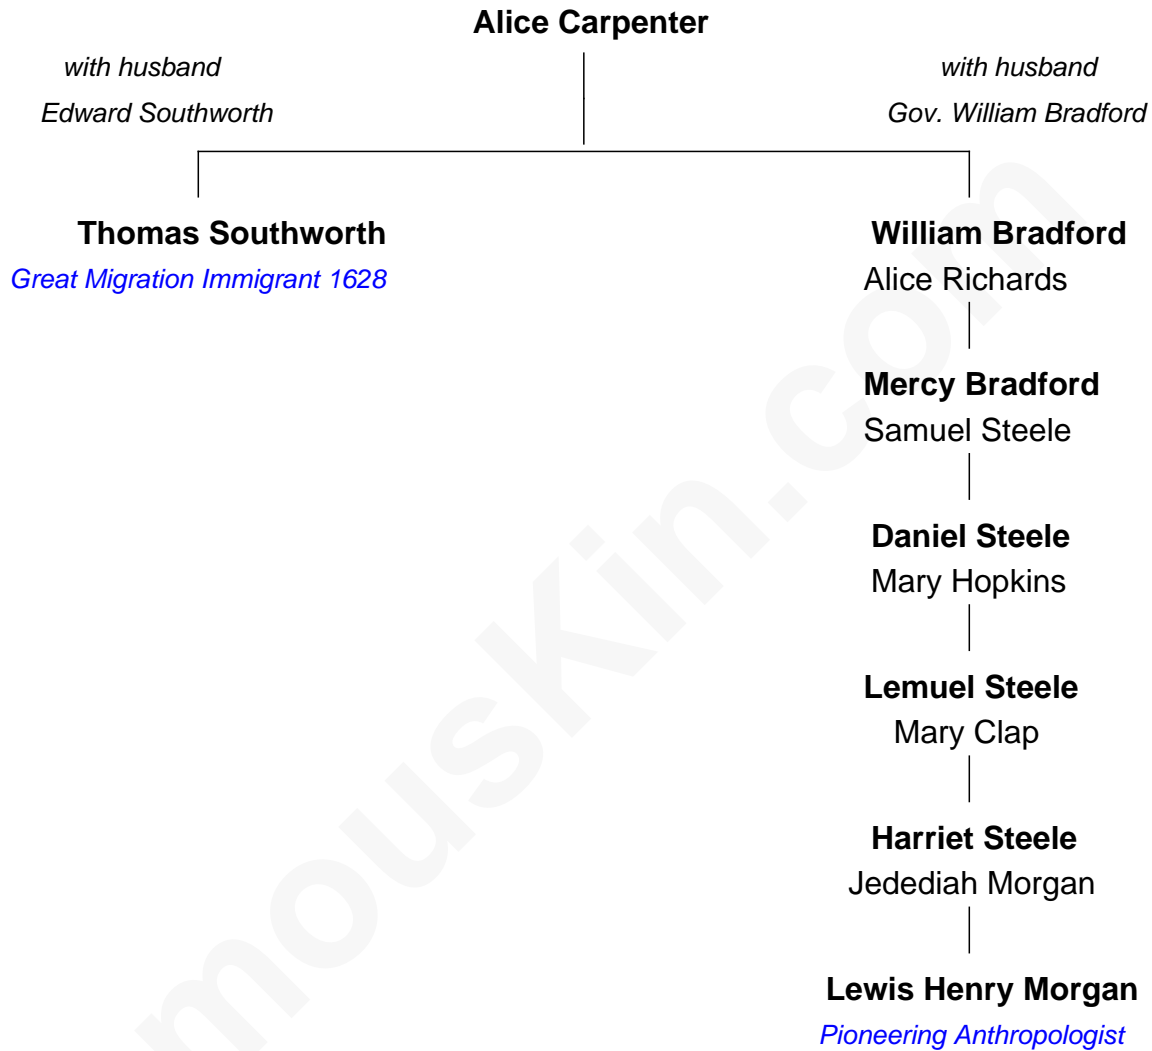 Alice Carpenter
with husband
Edward Southworth
with husband
Gov. William Bradford
Thomas Southworth
Great Migration Immigrant 1628
William Bradford
Alice Richards
Mercy Bradford
Samuel Steele
Daniel Steele
Mary Hopkins
Lemuel Steele
Mary Clap
Harriet Steele
Jedediah Morgan
Lewis Henry Morgan
Pioneering Anthropologist
mouskin.com